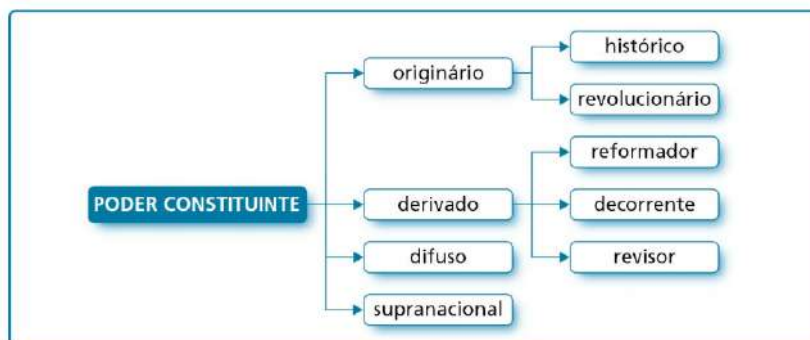 PODER CONSTITUINTE
originário
histórico
revolucionário
derivado
reformador
decorrente
revisor
difuso
supranacional